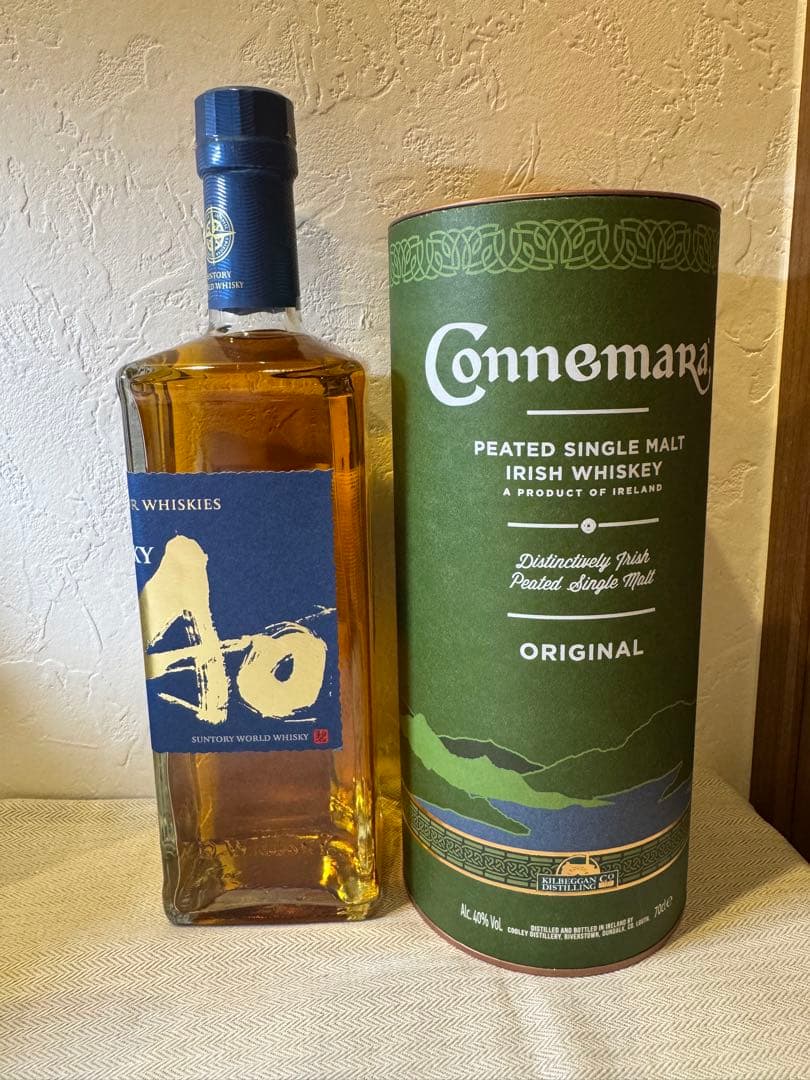 SUNTORY
WORLD WHISKY
R WHISKIES
KY
Ao
SUNTORY WORLD WHISKY
Connemara
PEATED SINGLE MALT
IRISH WHISKEY
A PRODUCT OF IRELAND
Distinctively Irish
Peated Single Malt
ORIGINAL
KILBEGGAN
DISTILLING Co
Alc. 40% Vol.
DISTILLED AND BOTTLED IN IRELAND BY
COOLEY DISTILLERY, RIVERSTOWN, DUNDALK, CO. LOUTH.
70cl e